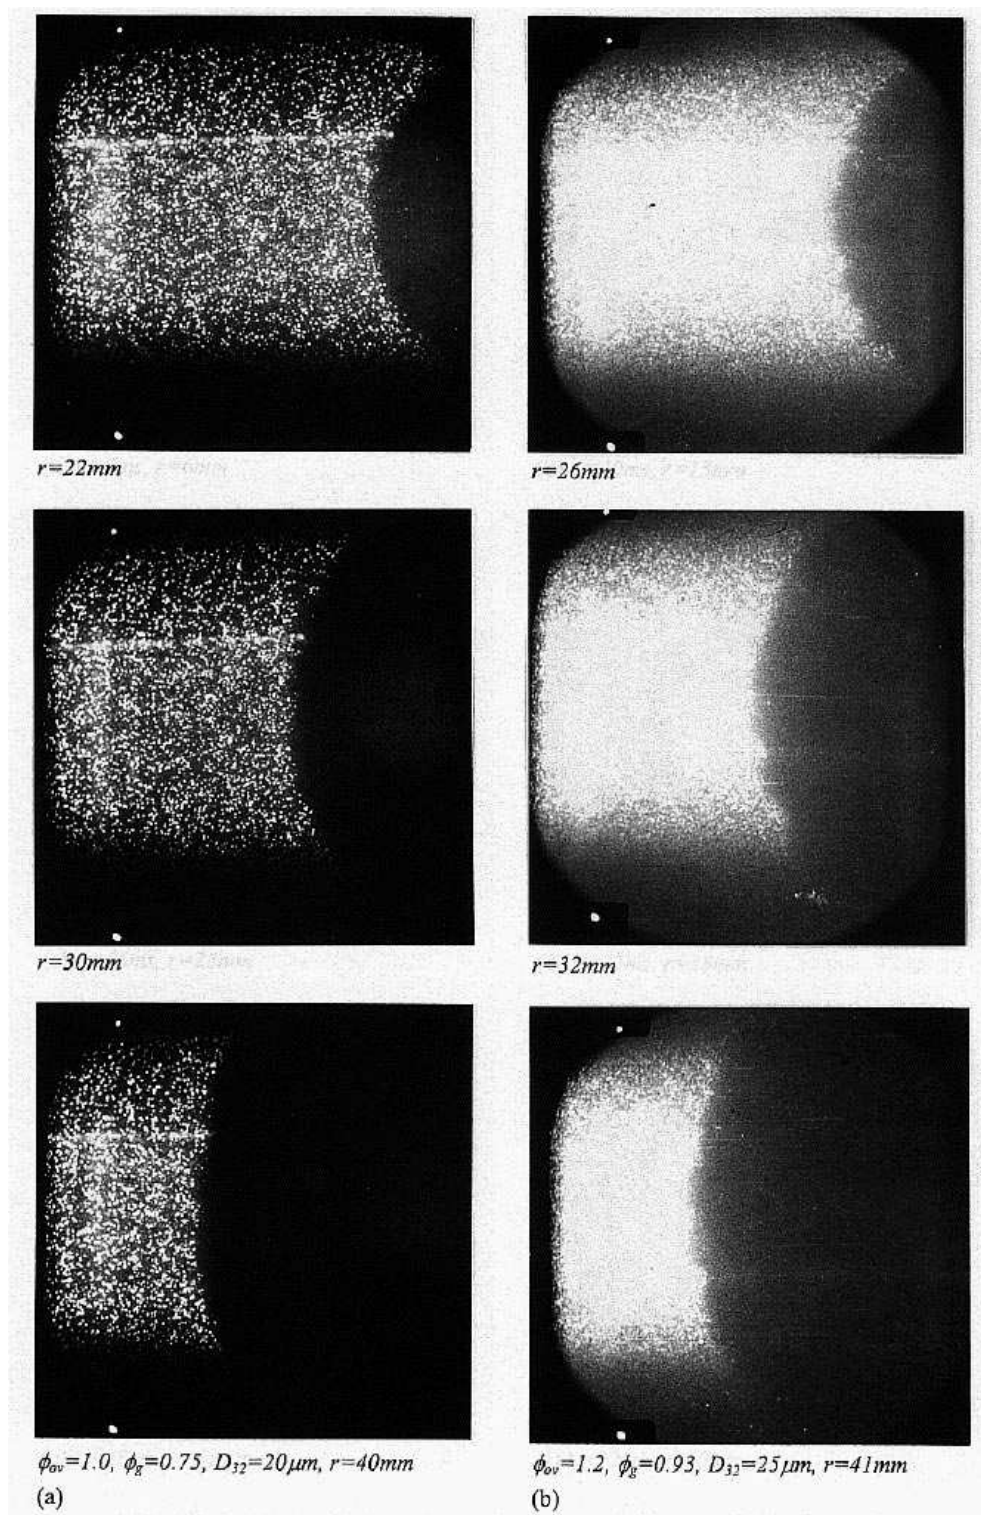 r=22mm
r=26mm
r=30mm
r=32mm
ϕov=1.0, ϕg=0.75, D32=20μm, r=40mm
ϕov=1.2, ϕg=0.93, D32=25μm, r=41mm
(a)
(b)